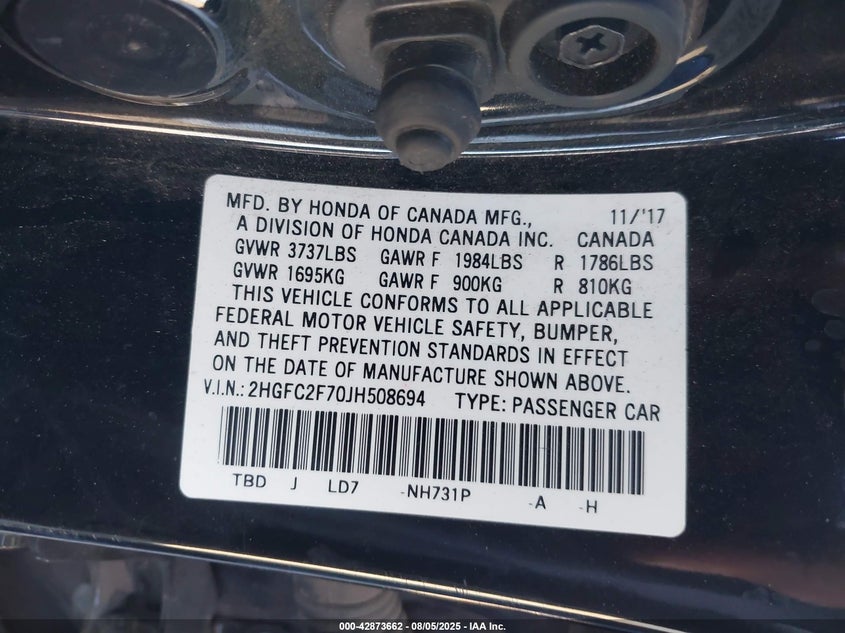 MFD. BY HONDA OF CANADA MFG., 11/'17
A DIVISION OF HONDA CANADA INC. CANADA
GVWR 3737LBS GAWR F 1984LBS R 1786LBS
GVWR 1695KG GAWR F 900KG R 810KG
THIS VEHICLE CONFORMS TO ALL APPLICABLE
FEDERAL MOTOR VEHICLE SAFETY, BUMPER,
AND THEFT PREVENTION STANDARDS IN EFFECT
ON THE DATE OF MANUFACTURE SHOWN ABOVE.
V.I.N.: 2HGFC2F70JH508694 TYPE: PASSENGER CAR
TBD J LD7 -NH731P -A -H
000-42873662 - 08/05/2025 - IAA Inc.